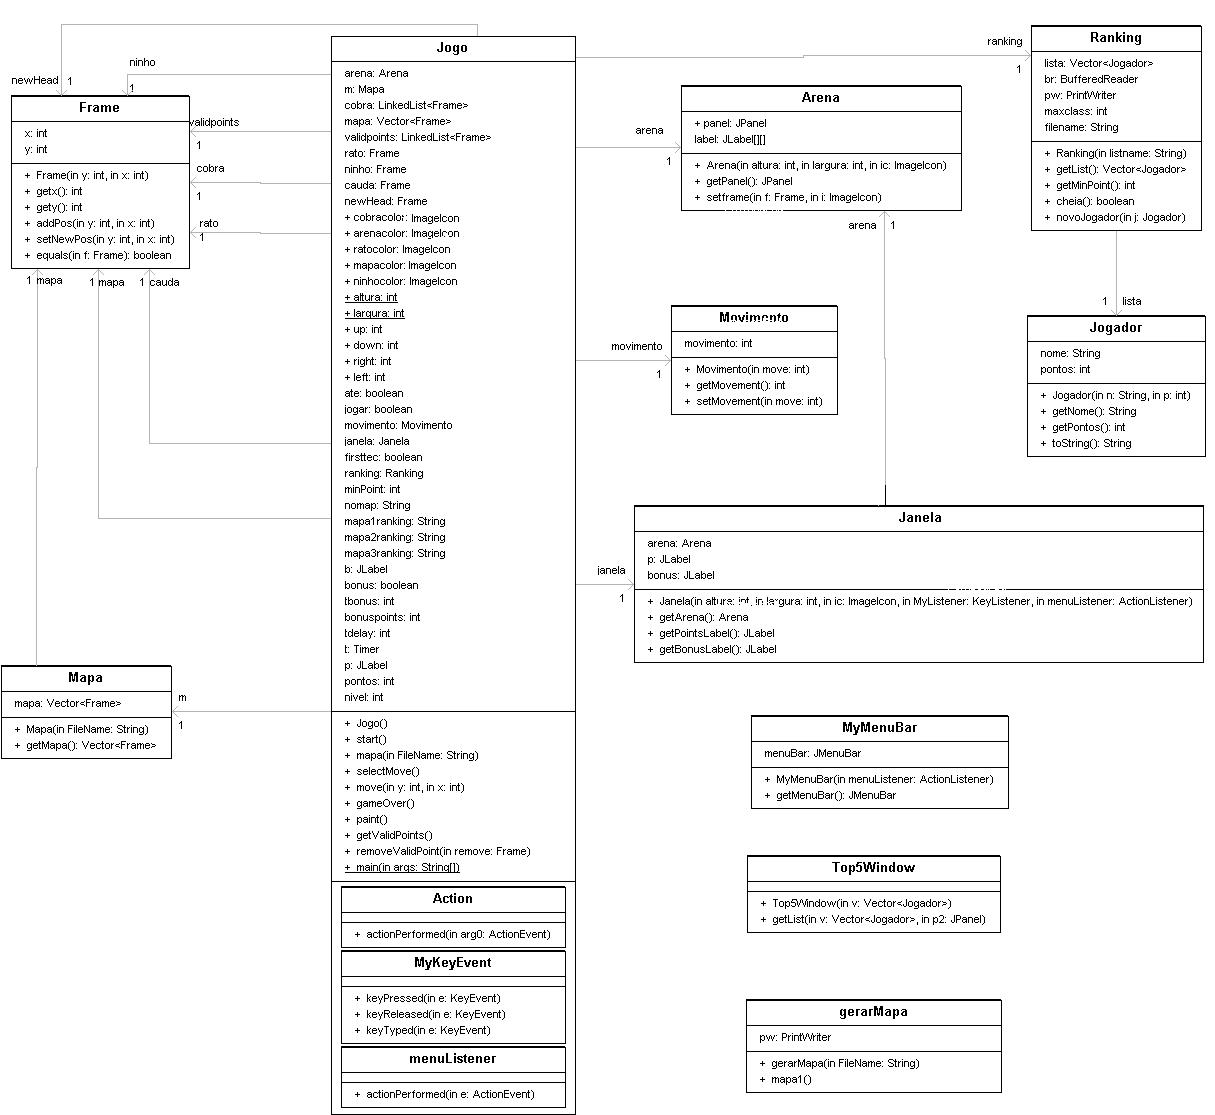 newHead
1
ninho
1
Frame
x: int
y: int
+ Frame(in y: int, in x: int)
+ getx(): int
+ gety(): int
+ addPos(in y: int, in x: int)
+ setNewPos(in y: int, in x: int)
+ equals(in f: Frame): boolean
validpoints
1
cobra
1
rato
1
1 mapa
1 mapa
1 cauda
Jogo
arena: Arena
m: Mapa
cobra: LinkedList<Frame>
mapa: Vector<Frame>
validpoints: LinkedList<Frame>
rato: Frame
ninho: Frame
cauda: Frame
newHead: Frame
+ cobracolor: ImageIcon
+ arenacolor: ImageIcon
+ ratocolor: ImageIcon
+ mapacolor: ImageIcon
+ ninhocolor: ImageIcon
+ altura: int
+ largura: int
+ up: int
+ down: int
+ right: int
+ left: int
ate: boolean
jogar: boolean
movimento: Movimento
janela: Janela
firsttec: boolean
ranking: Ranking
minPoint: int
nomap: String
mapa1ranking: String
mapa2ranking: String
mapa3ranking: String
b: JLabel
bonus: boolean
tbonus: int
bonuspoints: int
tdelay: int
t: Timer
p: JLabel
pontos: int
nivel: int
+ Jogo()
+ start()
+ mapa(in FileName: String)
+ selectMove()
+ move(in y: int, in x: int)
+ gameOver()
+ paint()
+ getValidPoints()
+ removeValidPoint(in remove: Frame)
+ main(in args: String[])
Action
+ actionPerformed(in arg0: ActionEvent)
MyKeyEvent
+ keyPressed(in e: KeyEvent)
+ keyReleased(in e: KeyEvent)
+ keyTyped(in e: KeyEvent)
menuListener
+ actionPerformed(in e: ActionEvent)
Mapa
mapa: Vector<Frame>
+ Mapa(in FileName: String)
+ getMapa(): Vector<Frame>
m
1
arena
1
Arena
+ panel: JPanel
label: JLabel[][]
+ Arena(in altura: int, in largura: int, in ic: ImageIcon)
+ getPanel(): JPanel
+ setframe(in f: Frame, in i: ImageIcon)
arena 1
ranking
1
Ranking
lista: Vector<Jogador>
br: BufferedReader
pw: PrintWriter
maxclass: int
filename: String
+ Ranking(in listname: String)
+ getList(): Vector<Jogador>
+ getMinPoint(): int
+ cheia(): boolean
+ novoJogador(in j: Jogador)
1 lista
Jogador
nome: String
pontos: int
+ Jogador(in n: String, in p: int)
+ getNome(): String
+ getPontos(): int
+ toString(): String
movimento
1
Movimento
movimento: int
+ Movimento(in move: int)
+ getMovement(): int
+ setMovement(in move: int)
janela
1
Janela
arena: Arena
p: JLabel
bonus: JLabel
+ Janela(in altura: int, in largura: int, in ic: ImageIcon, in MyListener: KeyListener, in menuListener: ActionListener)
+ getArena(): Arena
+ getPointsLabel(): JLabel
+ getBonusLabel(): JLabel
MyMenuBar
menuBar: JMenuBar
+ MyMenuBar(in menuListener: ActionListener)
+ getMenuBar(): JMenuBar
Top5Window
+ Top5Window(in v: Vector<Jogador>)
+ getList(in v: Vector<Jogador>, in p2: JPanel)
gerarMapa
pw: PrintWriter
+ gerarMapa(in FileName: String)
+ mapa1()